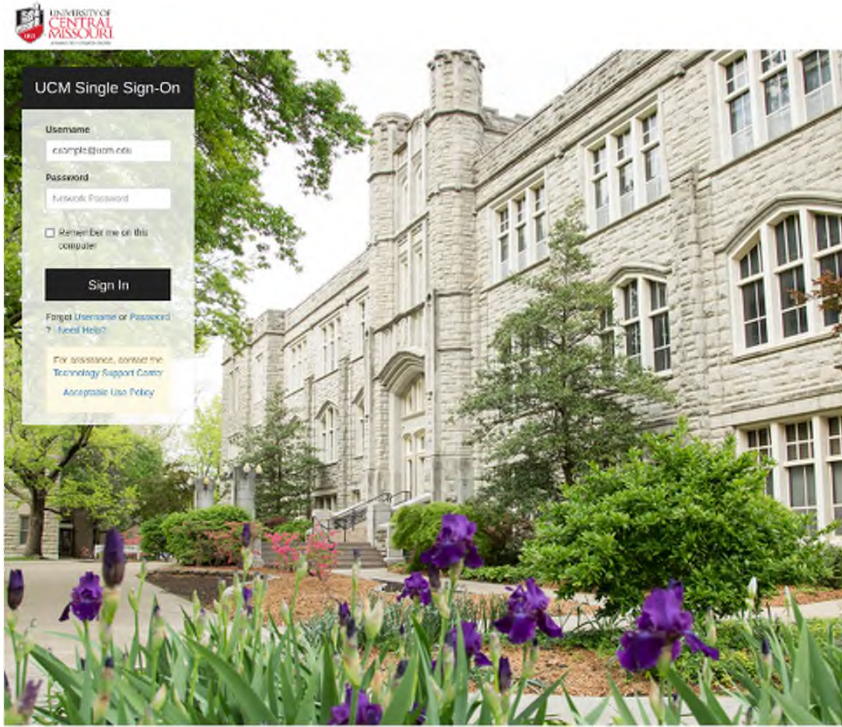 UNIVERSITY OF
CENTRAL
MISSOURI
UCM Single Sign-On
Username
example@ucm.edu
Password
Network Password
Remember me on this
computer
Sign In
Forgot Username or Password
? Need Help?
For assistance, contact the
Technology Support Center
Acceptable Use Policy